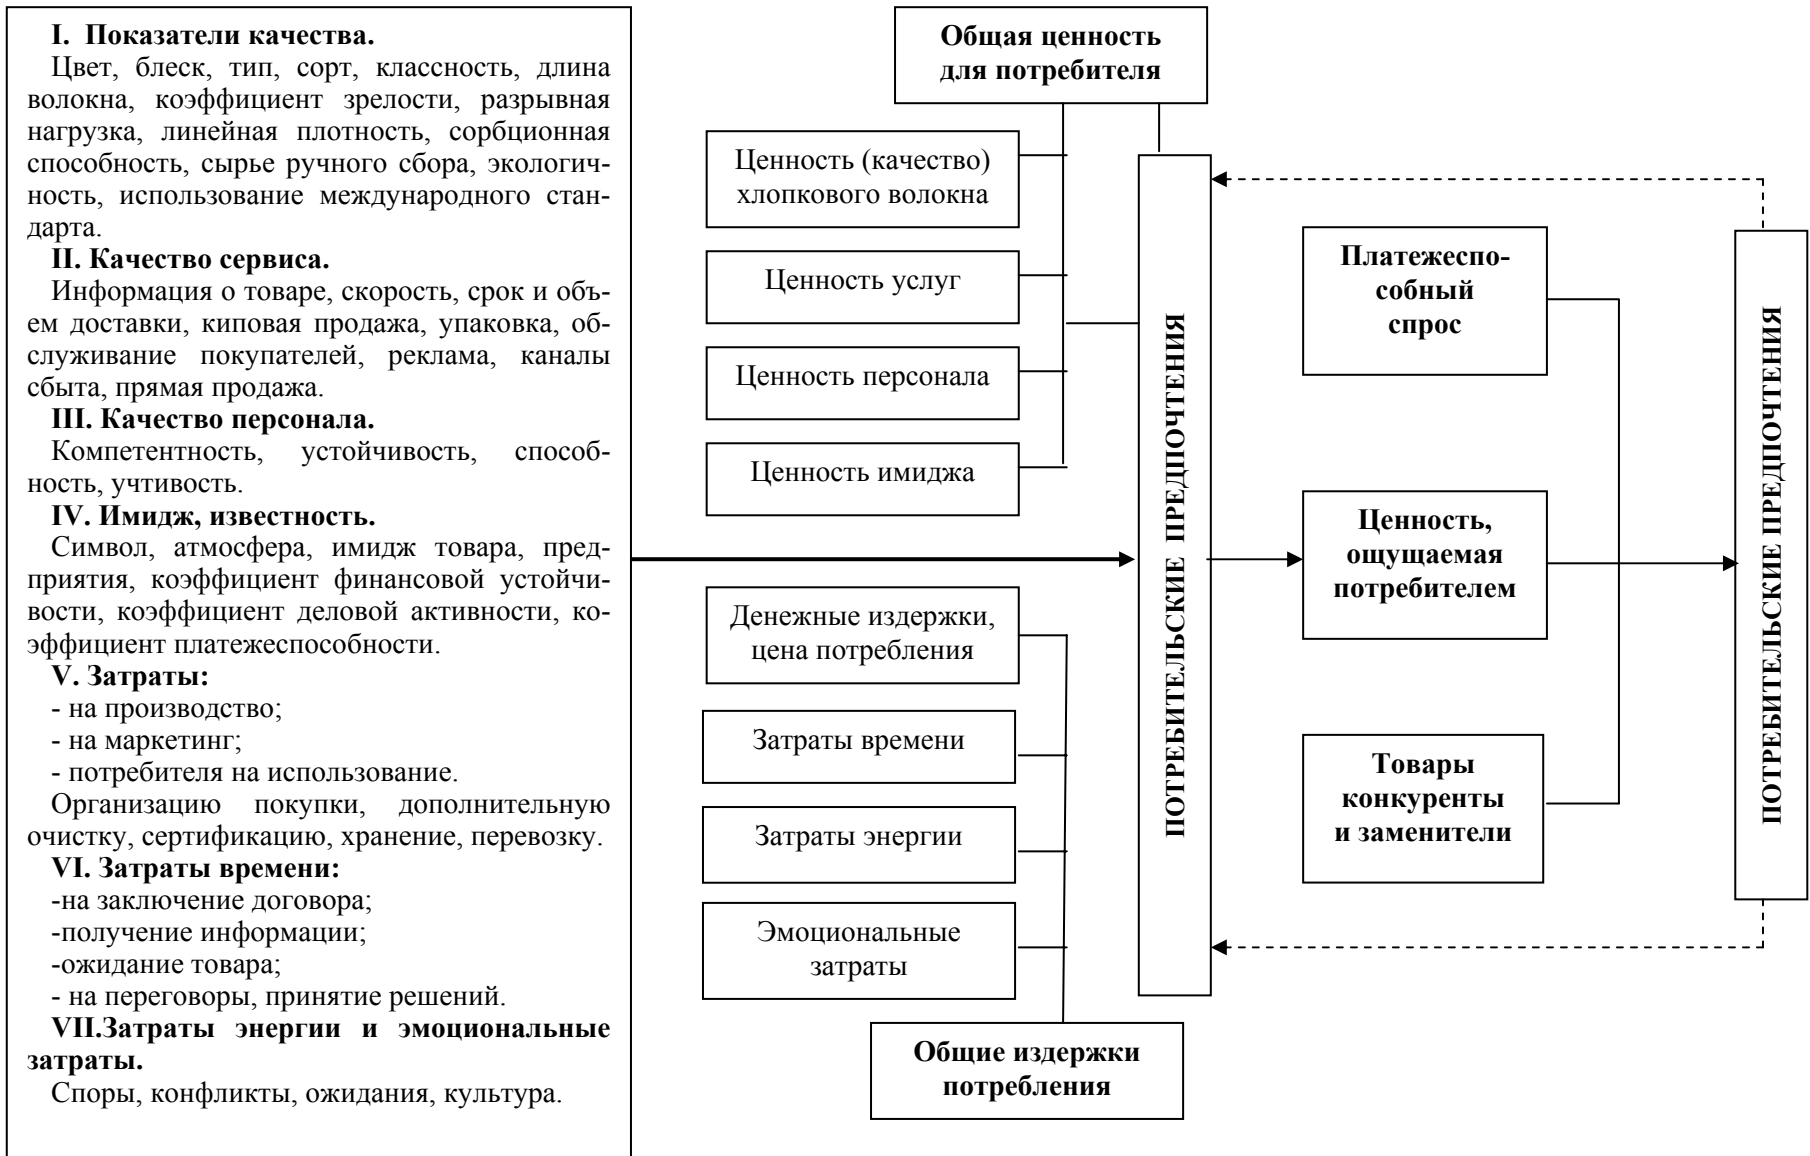 I. Показатели качества.
Цвет, блеск, тип, сорт, классность, длина
волокна, коэффициент зрелости, разрывная
нагрузка, линейная плотность, сорбционная
способность, сырье ручного сбора, экологич-
ность, использование международного стан-
дарта.
II. Качество сервиса.
Информация о товаре, скорость, срок и объ-
ем доставки, киповая продажа, упаковка, об-
служивание покупателей, реклама, каналы
сбыта, прямая продажа.
III. Качество персонала.
Компетентность, устойчивость, способ-
ность, учтивость.
IV. Имидж, известность.
Символ, атмосфера, имидж товара, пред-
приятия, коэффициент финансовой устойчи-
вости, коэффициент деловой активности, ко-
эффициент платежеспособности.
V. Затраты:
- на производство;
- на маркетинг;
- потребителя на использование.
Организацию покупки, дополнительную
очистку, сертификацию, хранение, перевозку.
VI. Затраты времени:
-на заключение договора;
-получение информации;
-ожидание товара;
- на переговоры, принятие решений.
VII.Затраты энергии и эмоциональные
затраты.
Споры, конфликты, ожидания, культура.
Общая ценность
для потребителя
Ценность (качество)
хлопкового волокна
Ценность услуг
Ценность персонала
Ценность имиджа
Денежные издержки,
цена потребления
Затраты времени
Затраты энергии
Эмоциональные
затраты
Общие издержки
потребления
ПОТРЕБИТЕЛЬСКИЕ ПРЕДПОЧТЕНИЯ
Платежеспо-
собный
спрос
Ценность,
ощущаемая
потребителем
Товары
конкуренты
и заменители
ПОТРЕБИТЕЛЬСКИЕ ПРЕДПОЧТЕНИЯ